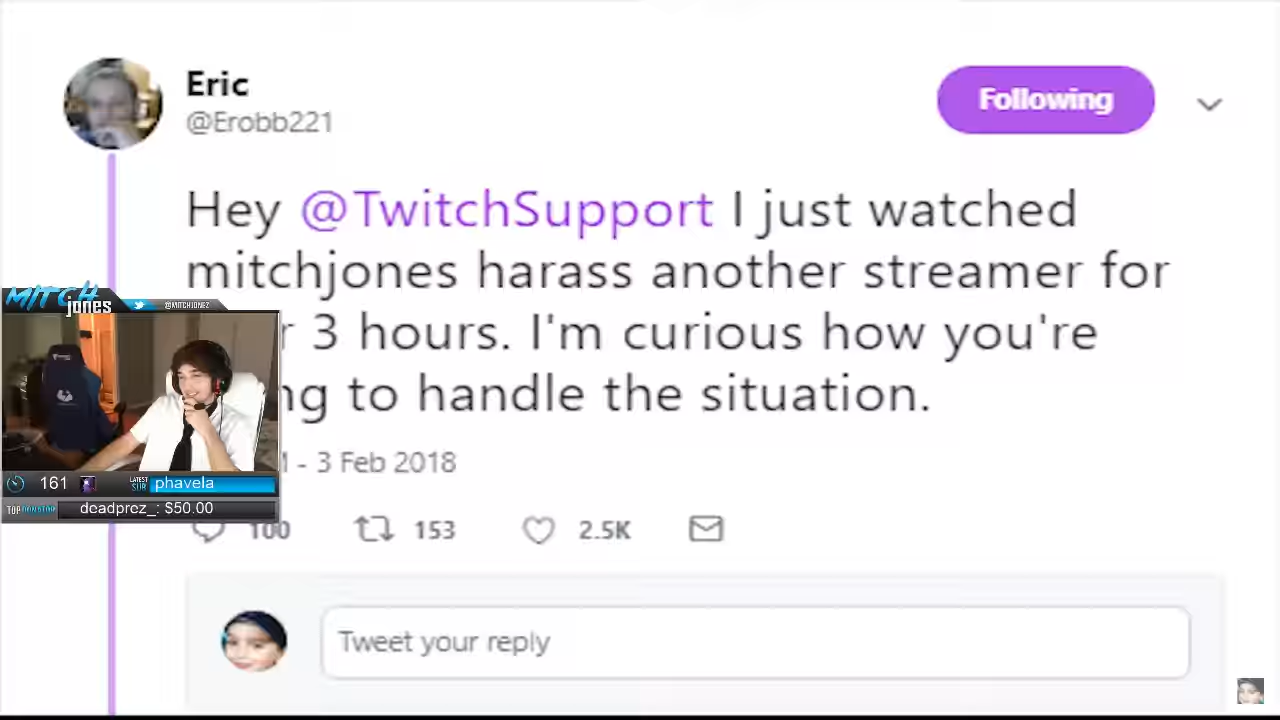 Eric
@Erobb221
Following
Hey @TwitchSupport I just watched
mitchjones harass another streamer for
3 hours. I'm curious how you're
to handle the situation.
- 3 Feb 2018
MITCH
jones
@MITCHJONEZ
161
LATEST
SUB
phavela
TOP DONATOR
deadprez_: $50.00
100
153
2.5K
Tweet your reply